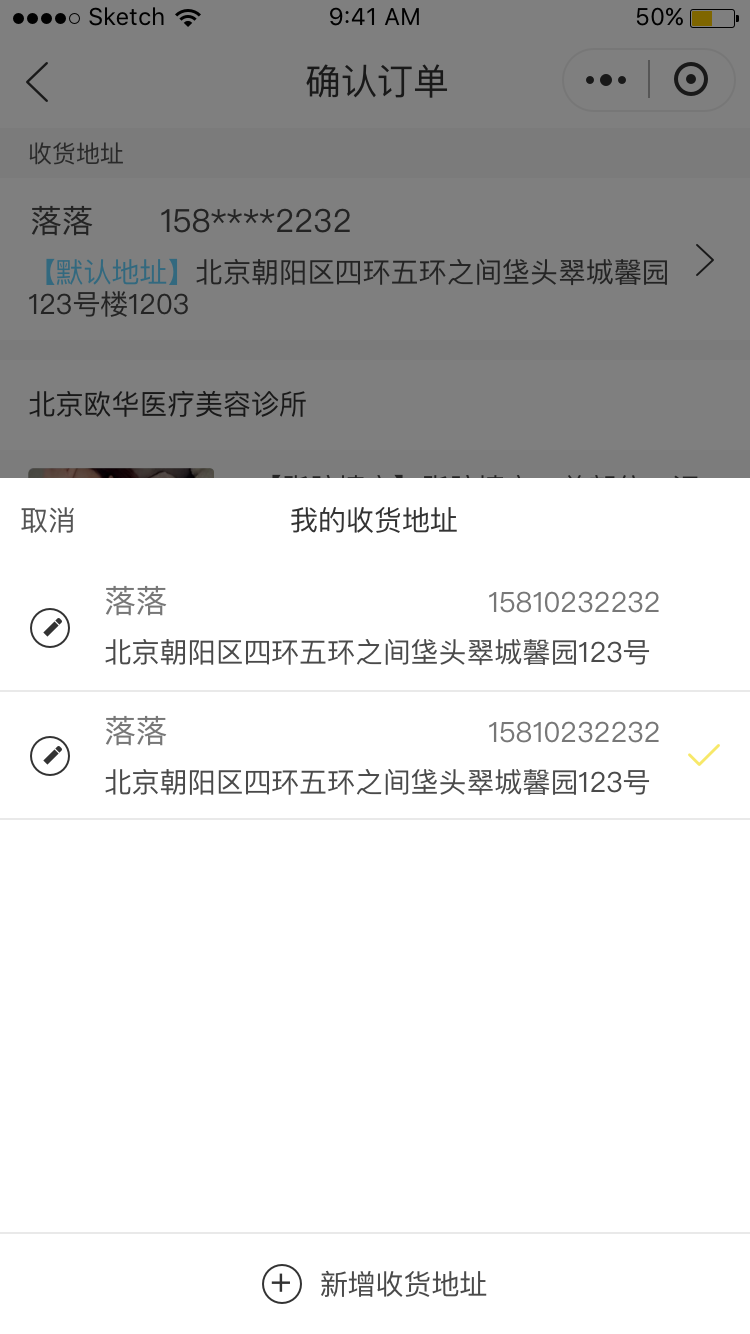 Sketch 9:41 AM 50%
确认订单
收货地址
落落 158****2232
【默认地址】北京朝阳区四环五环之间垡头翠城馨园
123号楼1203
北京欧华医疗美容诊所
取消 我的收货地址
落落 15810232232
北京朝阳区四环五环之间垡头翠城馨园123号
落落 15810232232
北京朝阳区四环五环之间垡头翠城馨园123号
新增收货地址